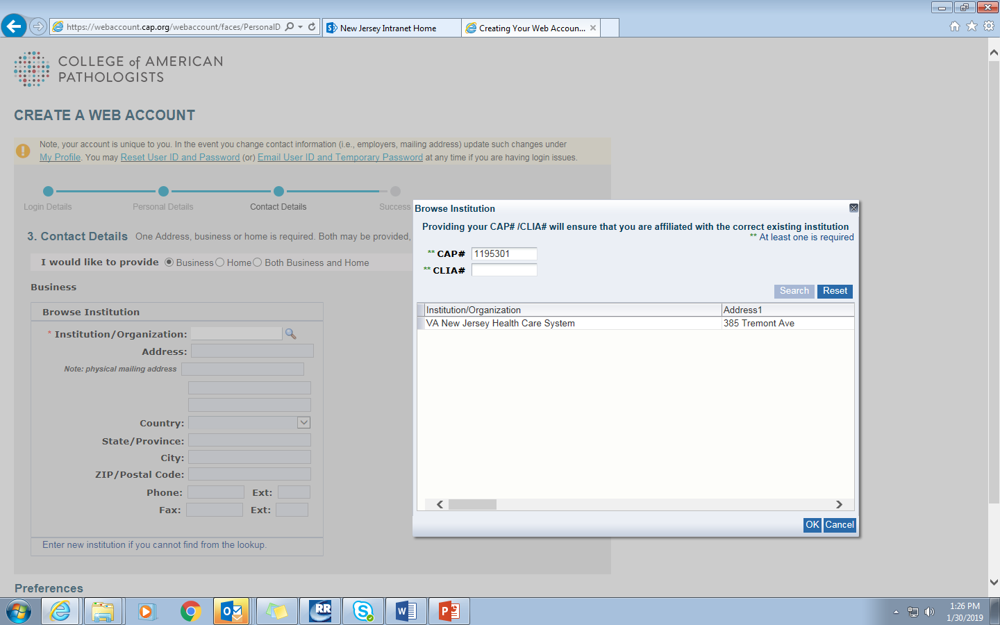 https://webaccount.cap.org/webaccount/faces/PersonalD
New Jersey Intranet Home
Creating Your Web Accoun...
COLLEGE of AMERICAN
PATHOLOGISTS
CREATE A WEB ACCOUNT
Note, your account is unique to you. In the event you change contact information (i.e., employers, mailing address) update such changes under
My Profile. You may Reset User ID and Password (or) Email User ID and Temporary Password at any time if you are having login issues.
Login Details
Personal Details
Contact Details
Success
3. Contact Details One Address, business or home is required. Both may be provided,
I would like to provide Business Home Both Business and Home
Business
Browse Institution
* Institution/Organization:
Address:
Note: physical mailing address
Country:
State/Province:
City:
ZIP/Postal Code:
Phone: Ext:
Fax: Ext:
Enter new institution if you cannot find from the lookup.
Preferences
Browse Institution
Providing your CAP# /CLIA# will ensure that you are affiliated with the correct existing institution
** At least one is required
** CAP# 1195301
** CLIA#
Search Reset
Institution/Organization Address1
VA New Jersey Health Care System 385 Tremont Ave
OK Cancel
RR
1:26 PM
1/30/2019